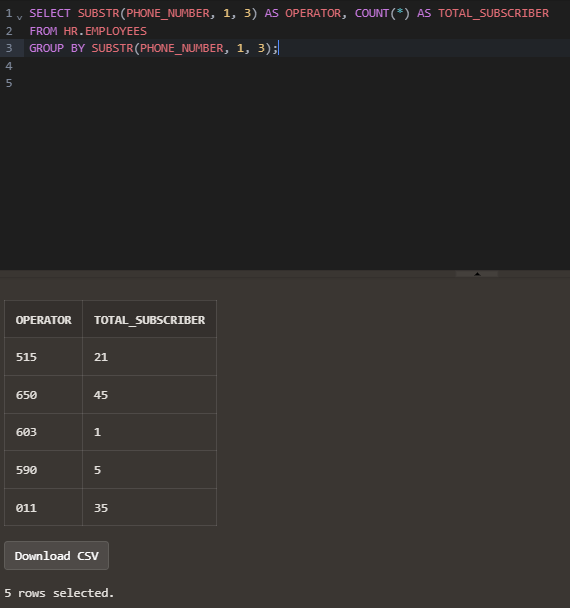 1 SELECT SUBSTR(PHONE_NUMBER, 1, 3) AS OPERATOR, COUNT(*) AS TOTAL_SUBSCRIBER
2 FROM HR.EMPLOYEES
3 GROUP BY SUBSTR(PHONE_NUMBER, 1, 3);
4
5
OPERATOR TOTAL_SUBSCRIBER
515 21
650 45
603 1
590 5
011 35
Download CSV
5 rows selected.